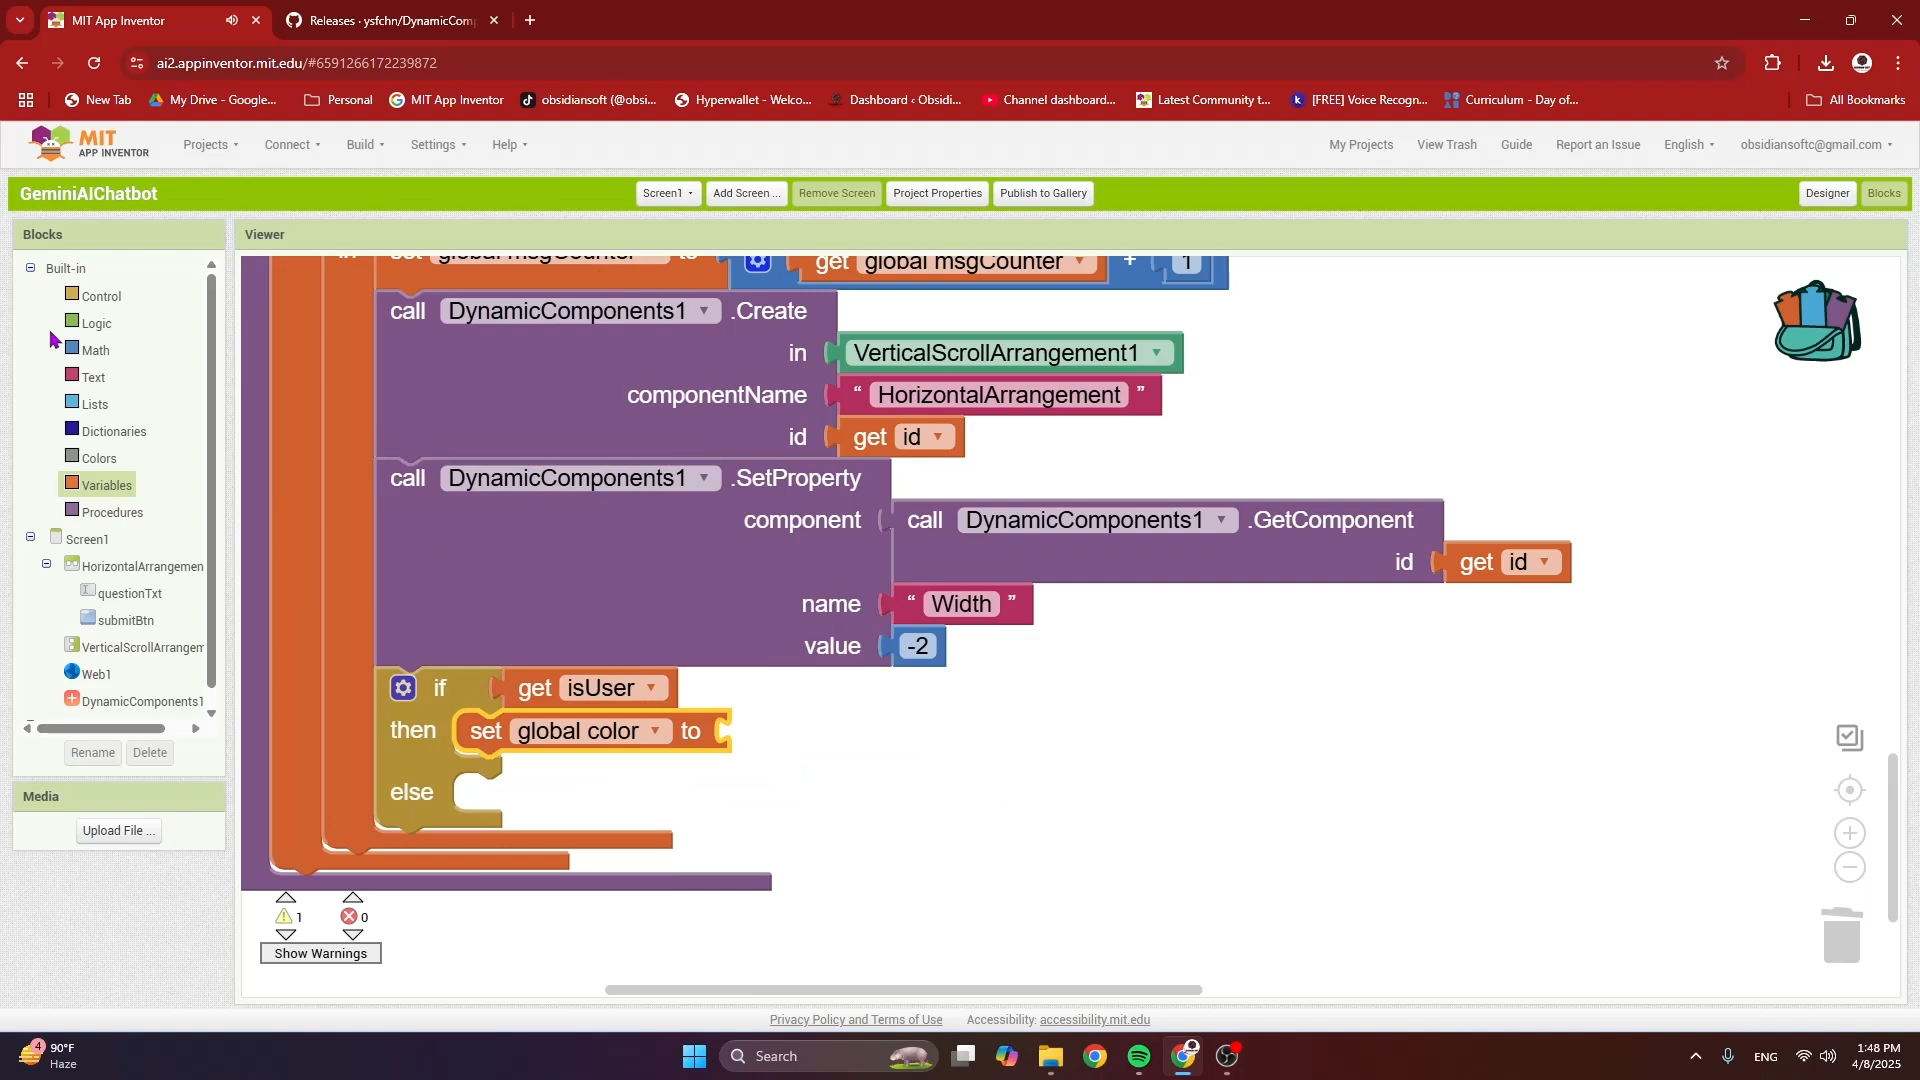 MIT App Inventor
Releases · ysfchn/DynamicComp
ai2.appinventor.mit.edu/#6591266172239872
New Tab
My Drive - Google...
Personal
MIT App Inventor
obsidiansoft (@obsi...
Hyperwallet - Welco...
Dashboard ‹ Obsidi...
Channel dashboard...
Latest Community t...
[FREE] Voice Recogn...
Curriculum - Day of...
All Bookmarks
MIT
APP INVENTOR
Projects
Connect
Build
Settings
Help
My Projects
View Trash
Guide
Report an Issue
English
obsidiansoftc@gmail.com
GeminiAIChatbot
Screen1
Add Screen ...
Remove Screen
Project Properties
Publish to Gallery
Designer
Blocks
Blocks
Viewer
Built-in
Control
Logic
Math
Text
Lists
Dictionaries
Colors
Variables
Procedures
Screen1
HorizontalArrangemen
questionTxt
submitBtn
VerticalScrollArrangem
Web1
DynamicComponents1
Rename
Delete
Media
Upload File ...
in set global msgCounter to get global msgCounter + 1
call DynamicComponents1 .Create
in VerticalScrollArrangement1
componentName “ HorizontalArrangement ”
id get id
call DynamicComponents1 .SetProperty
component call DynamicComponents1 .GetComponent
id get id
name “ Width ”
value -2
if get isUser
then set global color to
else
1
0
Show Warnings
Privacy Policy and Terms of Use
Accessibility: accessibility.mit.edu
4
90°F
Haze
Search
ENG
1:48 PM
4/8/2025